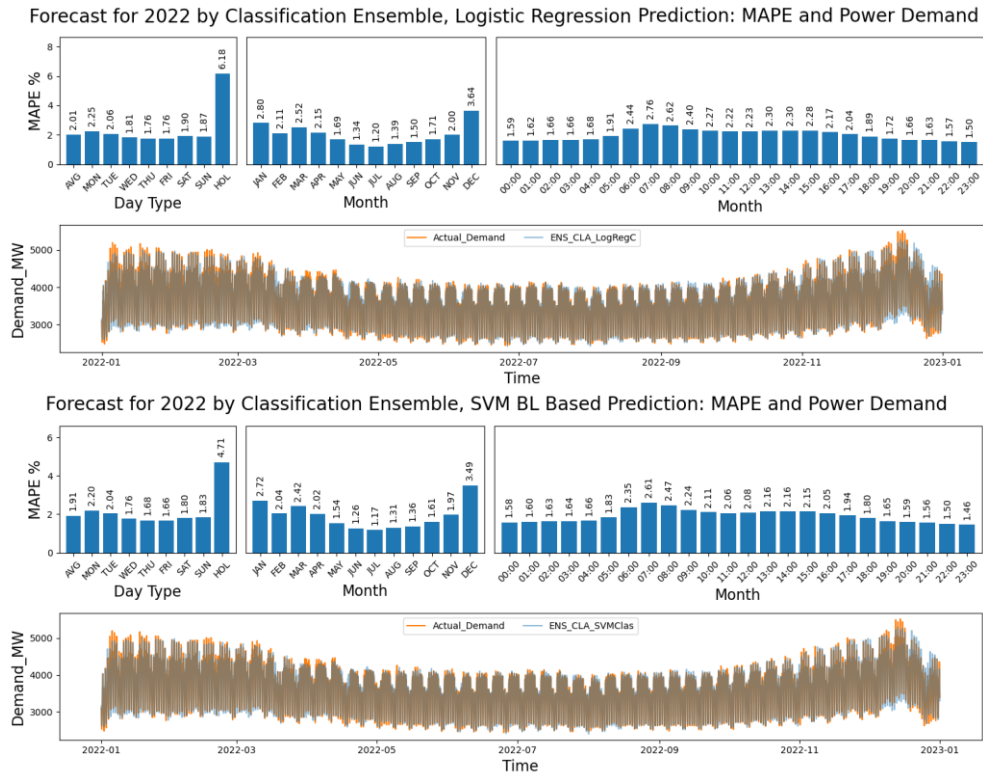 Forecast for 2022 by Classification Ensemble, Logistic Regression Prediction: MAPE and Power Demand
MAPE %
8
6
4
2
0
2.01 2.25 2.06 1.81 1.76 1.76 1.90 1.87 6.18
AVG MON TUE WED THU FRI SAT SUN HOL
Day Type
2.80 2.11 2.52 2.15 1.69 1.34 1.20 1.39 1.50 1.71 2.00 3.64
JAN FEB MAR APR MAY JUN JUL AUG SEP OCT NOV DEC
Month
1.59 1.62 1.66 1.66 1.68 1.91 2.44 2.76 2.62 2.40 2.27 2.22 2.23 2.30 2.30 2.28 2.17 2.04 1.89 1.72 1.66 1.63 1.57 1.50
00:00 01:00 02:00 03:00 04:00 05:00 06:00 07:00 08:00 09:00 10:00 11:00 12:00 13:00 14:00 15:00 16:00 17:00 18:00 19:00 20:00 21:00 22:00 23:00
Month
Demand_MW
5000
4000
3000
Actual_Demand ENS_CLA_LogRegC
2022-01 2022-03 2022-05 2022-07 2022-09 2022-11 2023-01
Time
Forecast for 2022 by Classification Ensemble, SVM BL Based Prediction: MAPE and Power Demand
MAPE %
6
4
2
0
1.91 2.20 2.04 1.76 1.68 1.66 1.80 1.83 4.71
AVG MON TUE WED THU FRI SAT SUN HOL
Day Type
2.72 2.04 2.42 2.02 1.54 1.26 1.17 1.31 1.36 1.61 1.97 3.49
JAN FEB MAR APR MAY JUN JUL AUG SEP OCT NOV DEC
Month
1.58 1.60 1.63 1.64 1.66 1.83 2.35 2.61 2.47 2.24 2.11 2.06 2.08 2.16 2.16 2.15 2.05 1.94 1.80 1.65 1.59 1.56 1.50 1.46
00:00 01:00 02:00 03:00 04:00 05:00 06:00 07:00 08:00 09:00 10:00 11:00 12:00 13:00 14:00 15:00 16:00 17:00 18:00 19:00 20:00 21:00 22:00 23:00
Month
Demand_MW
5000
4000
3000
Actual_Demand ENS_CLA_SVMClas
2022-01 2022-03 2022-05 2022-07 2022-09 2022-11 2023-01
Time